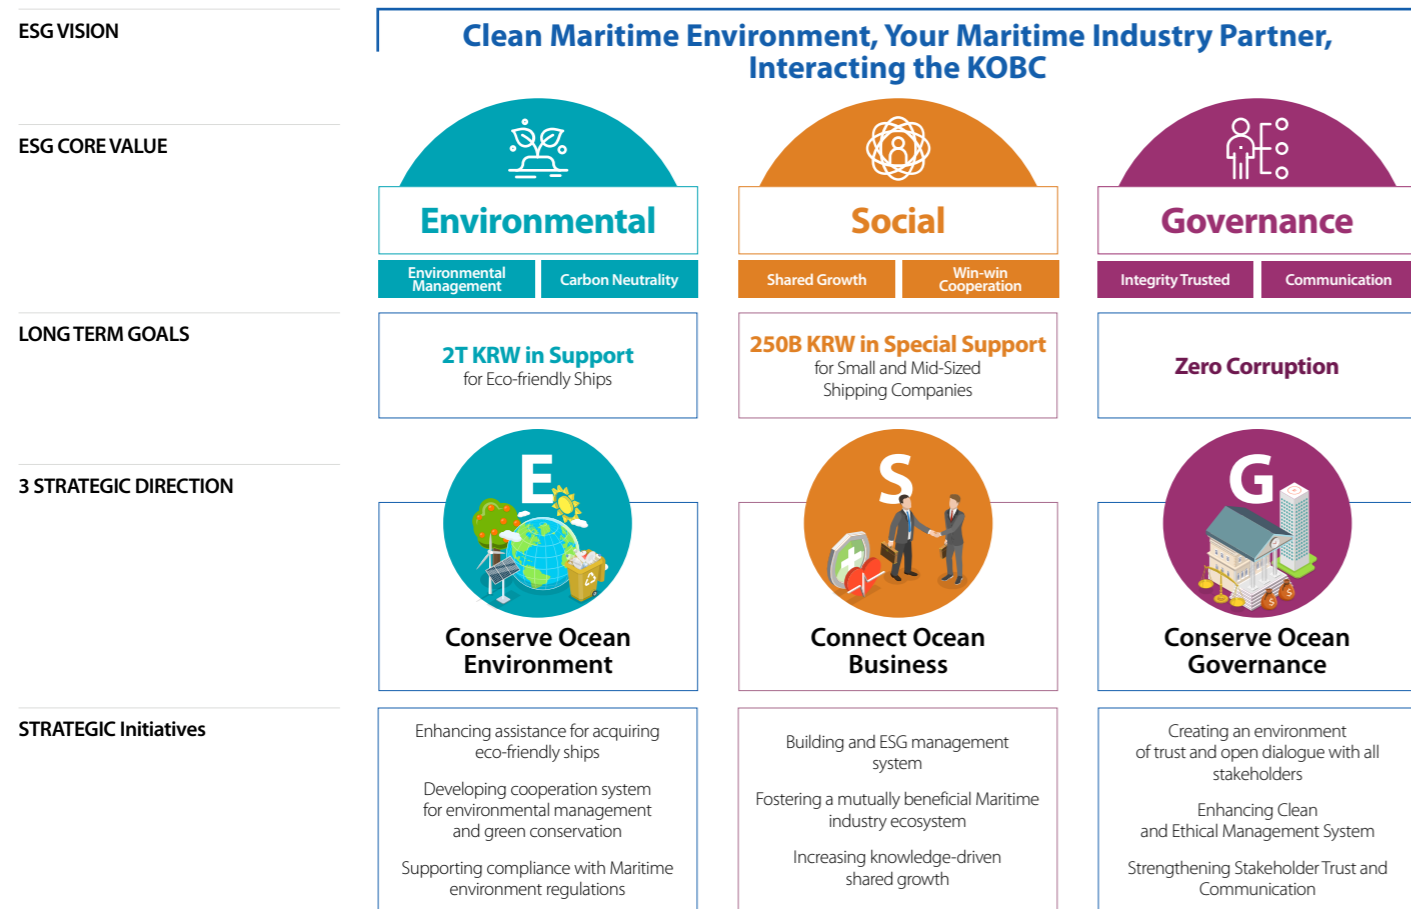 ESG VISION
Clean Maritime Environment, Your Maritime Industry Partner,
Interacting the KOBC
ESG CORE VALUE
Environmental
Social
Governance
Environmental
Management
Carbon Neutrality
Shared Growth
Win-win
Cooperation
Integrity Trusted
Communication
LONG TERM GOALS
2T KRW in Support
for Eco-friendly Ships
250B KRW in Special Support
for Small and Mid-Sized
Shipping Companies
Zero Corruption
3 STRATEGIC DIRECTION
E
Conserve Ocean
Environment
S
Connect Ocean
Business
G
Conserve Ocean
Governance
STRATEGIC Initiatives
Enhancing assistance for acquiring
eco-friendly ships
Developing cooperation system
for environmental management
and green conservation
Supporting compliance with Maritime
environment regulations
Building and ESG management
system
Fostering a mutually beneficial Maritime
industry ecosystem
Increasing knowledge-driven
shared growth
Creating an environment
of trust and open dialogue with all
stakeholders
Enhancing Clean
and Ethical Management System
Strengthening Stakeholder Trust and
Communication